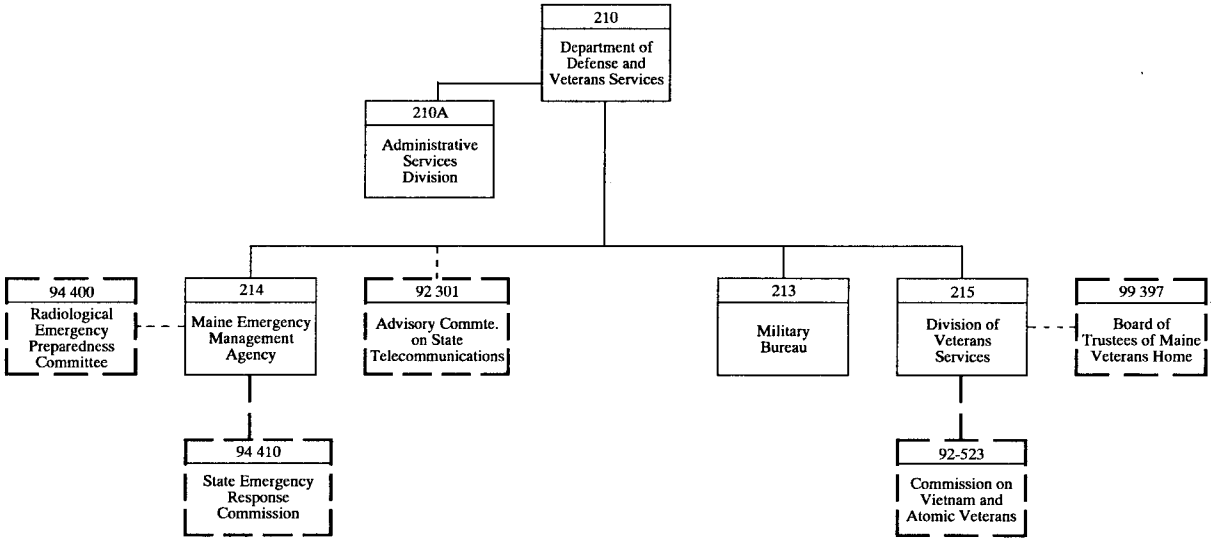 210
Department of
Defense and
Veterans Services
210A
Administrative
Services
Division
94 400
Radiological
Emergency
Preparedness
Committee
214
Maine Emergency
Management
Agency
92 301
Advisory Commte.
on State
Telecommunications
213
Military
Bureau
215
Division of
Veterans
Services
99 397
Board of
Trustees of Maine
Veterans Home
94 410
State Emergency
Response
Commission
92-523
Commission on
Vietnam and
Atomic Veterans